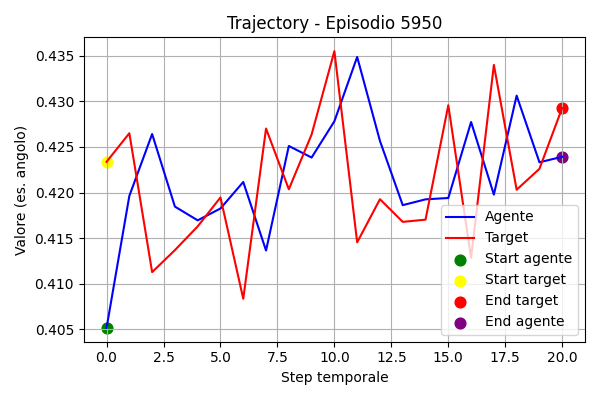 Trajectory - Episodio 5950
Valore (es. angolo)
0.435
0.430
0.425
0.420
0.415
0.410
0.405
Agente
Target
Start agente
Start target
End target
End agente
0.0 2.5 5.0 7.5 10.0 12.5 15.0 17.5 20.0
Step temporale